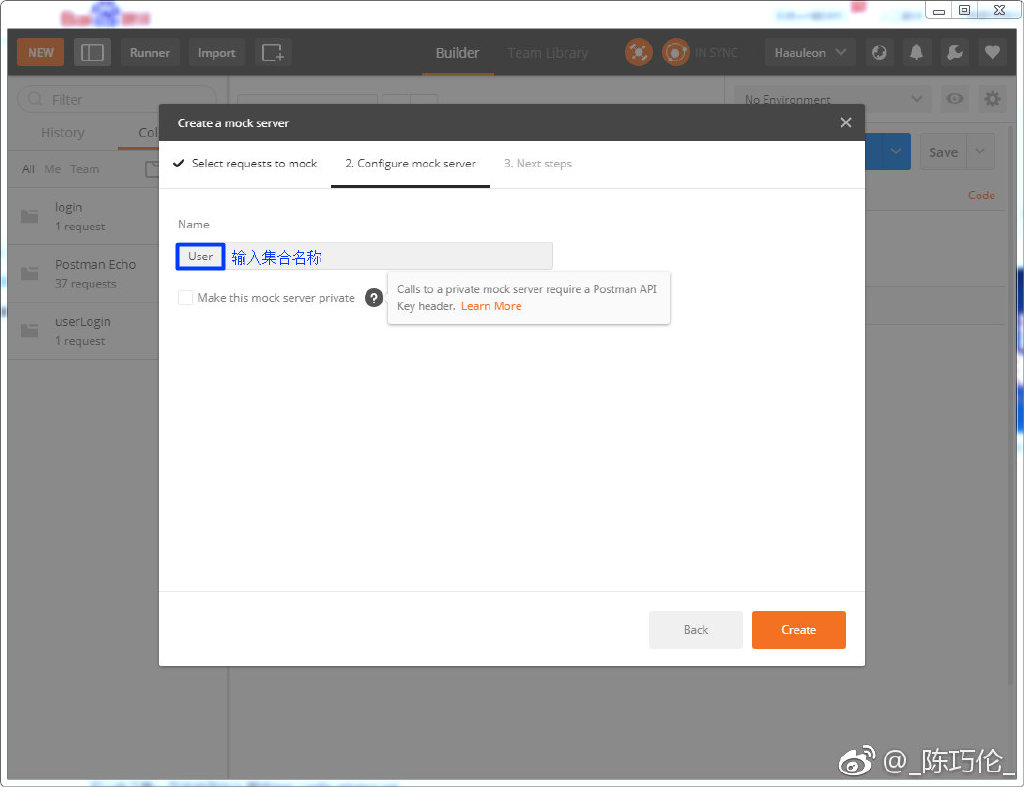 NEW
Runner
Import
Builder
Team Library
IN SYNC
Haauleon
Filter
No Environment
History
Col
All Me Team
Save
Code
login
1 request
Postman Echo
37 requests
userLogin
1 request
Create a mock server
Select requests to mock
2. Configure mock server
3. Next steps
Name
User
输入集合名称
Make this mock server private
?
Calls to a private mock server require a Postman API
Key header. Learn More
Back
Create
@_陈巧伦_